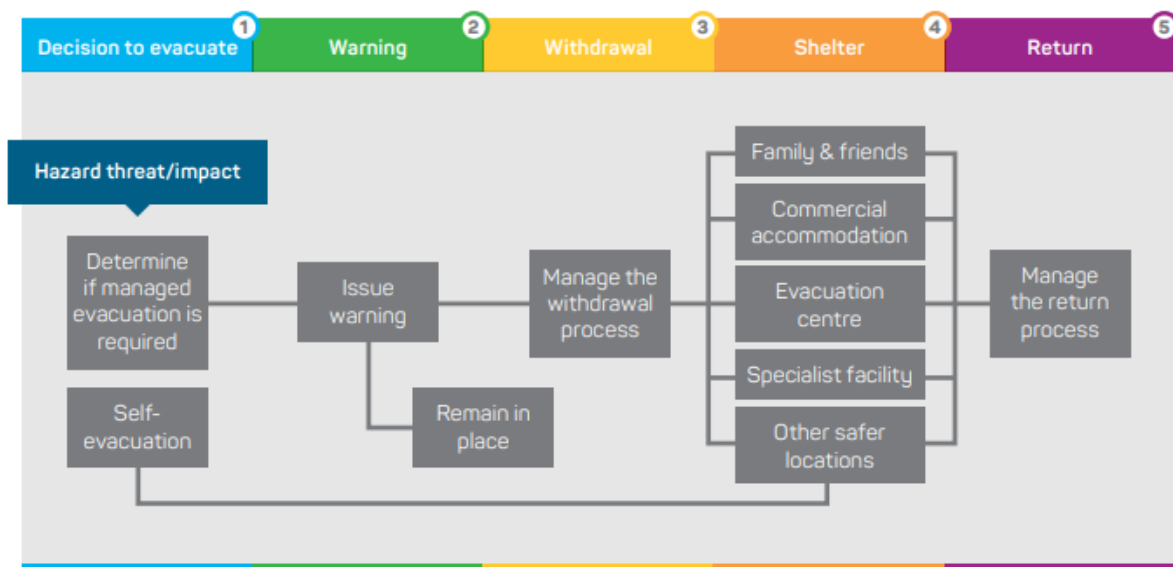 1
2
3
4
5
Decision to evacuate
Warning
Withdrawal
Shelter
Return
Hazard threat/impact
Determine
if managed
evacuation is
required
Self-
evacuation
Issue
warning
Remain in
place
Manage the
withdrawal
process
Family & friends
Commercial
accommodation
Evacuation
centre
Specialist facility
Other safer
locations
Manage
the return
process